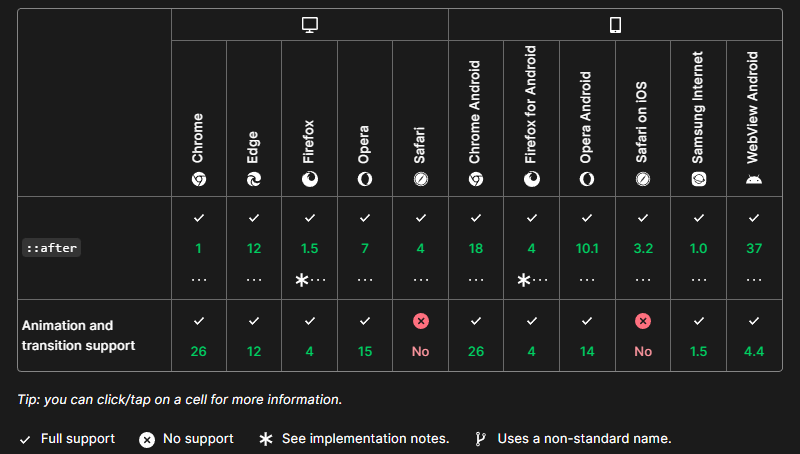 Chrome
Edge
Firefox
Opera
Safari
Chrome Android
Firefox for Android
Opera Android
Safari on iOS
Samsung Internet
WebView Android
::after 1 12 1.5 7 4 18 4 10.1 3.2 1.0 37
Animation and
transition support 26 12 4 15 No 26 4 14 No 1.5 4.4
Tip: you can click/tap on a cell for more information.
Full support No support See implementation notes. Uses a non-standard name.